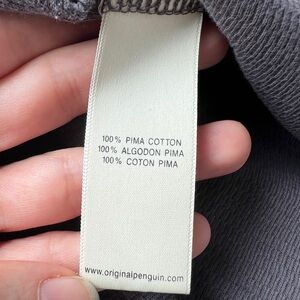 100% PIMA COTTON
100% ALGODON PIMA
100% COTON PIMA
www.originalpenguin.com